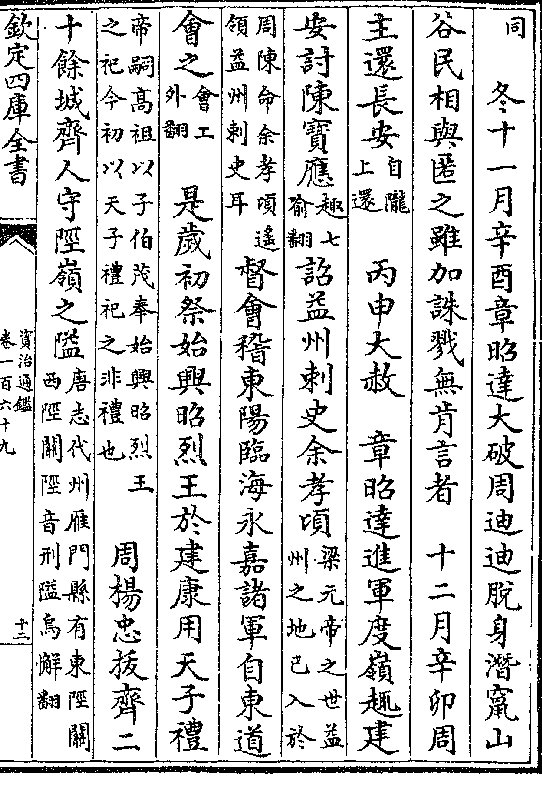 同　冬十一月辛酉章昭達大破周迪迪脫身潛竄山
谷民相與匿之雖加誅戮無肯言者　十二月辛卯周
主還長安自隴上還　丙申大赦　章昭達進軍度嶺趣建
安討陳寶應趣七喻翻詔益州刺史余孝頃梁元帝之世益州之地已入於
周陳命余孝頃遙領益州刺史耳督會稽東陽臨海永嘉諸軍自東道
會之會工外翻　是歲初祭始興昭烈王於建康用天子禮
帝嗣髙祖以子伯茂奉始興昭烈王之祀今初以天子禮祀之非禮也　周楊忠拔齊二
十餘城齊人守陘嶺之隘唐志代州雁門縣有東陘關西陘關陘音刑隘烏懈翻
欽定四庫全書
資治通鑑
卷一百六十九
十三